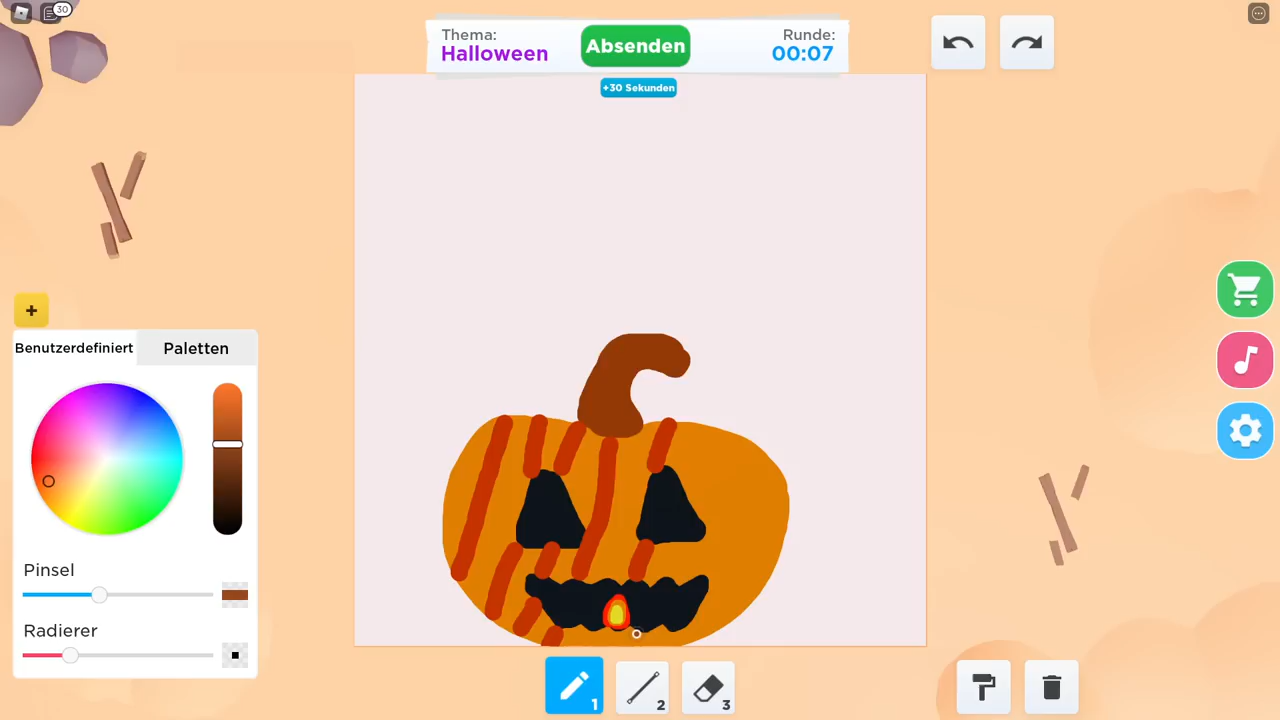 30
Thema:
Halloween
Absenden
Runde:
00:07
+30 Sekunden
+
Benutzerdefiniert
Paletten
Pinsel
Radierer
1
2
3